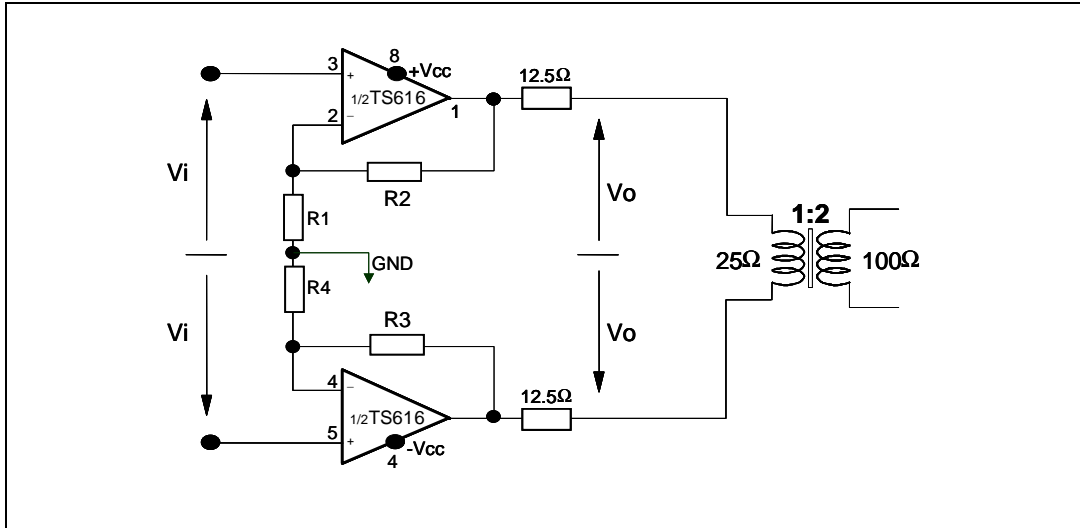 8
3
+
+Vcc
12.5Ω
1/2TS616
2
−
1
Vi
R2
Vo
R1
1:2
GND
25Ω
100Ω
R4
R3
Vi
Vo
4
−
12.5Ω
1/2TS616
5
+
-Vcc
4